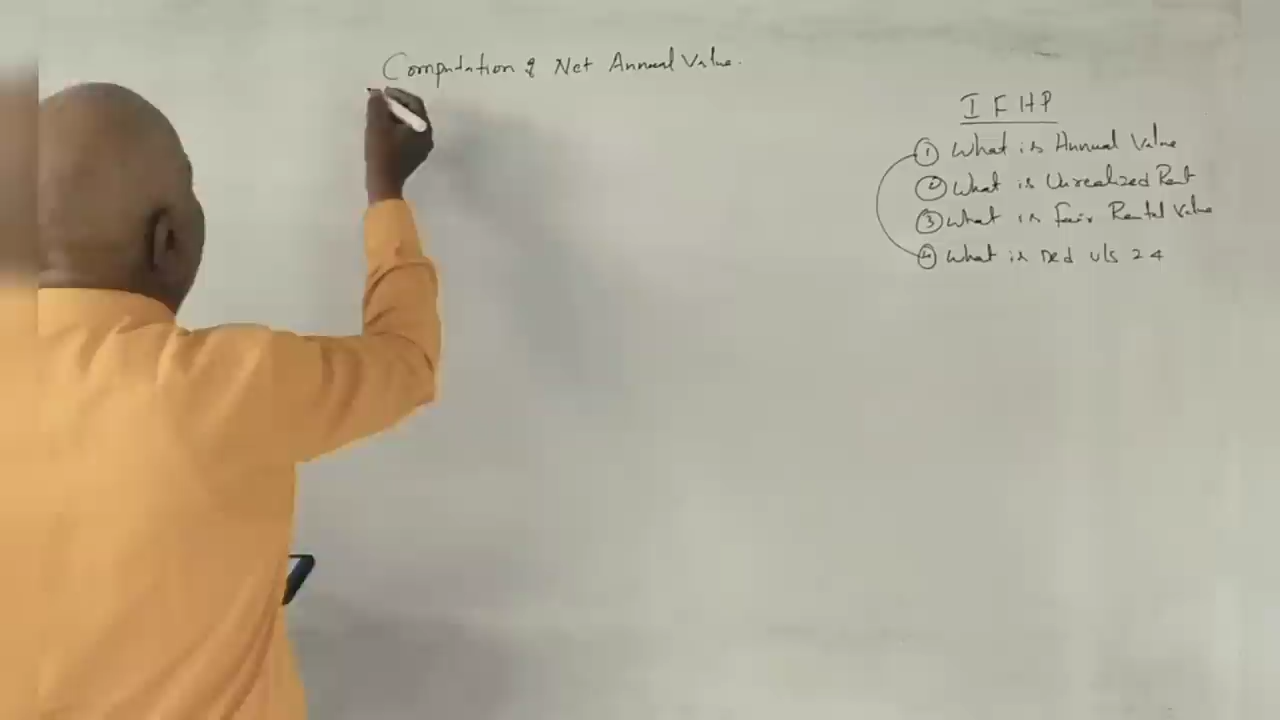 Computation of Net Annual Value.
I F H P
① What is Annual Value
② What is Unrealized Rent
③ What is Fair Rental Value
④ What is Ded u/s 24